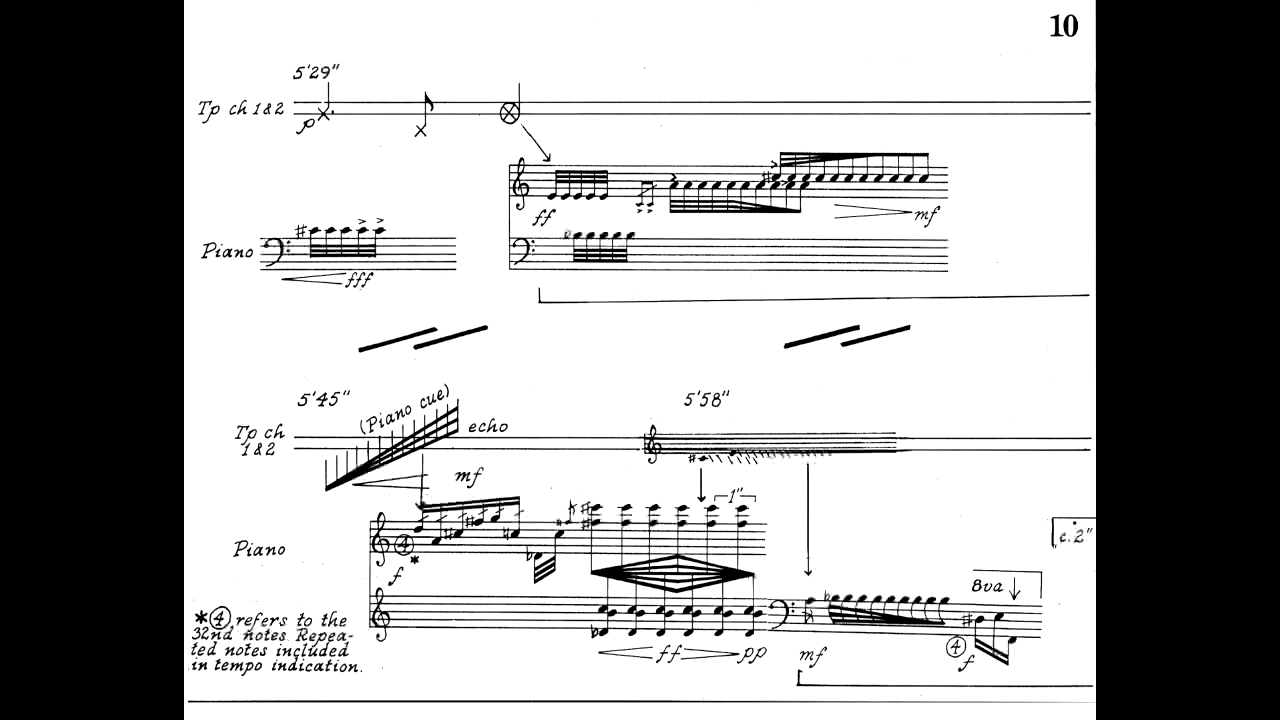 10
5'29"
Tp ch 1&2
p
ff
mf
Piano
fff
5'45"
(Piano cue)
echo
5'58"
Tp ch
1&2
mf
1"
Piano
4
*
f
"c.2"
8va
*4 refers to the
32nd notes. Repea-
ted notes included
in tempo indication.
ff
pp
mf
4
f